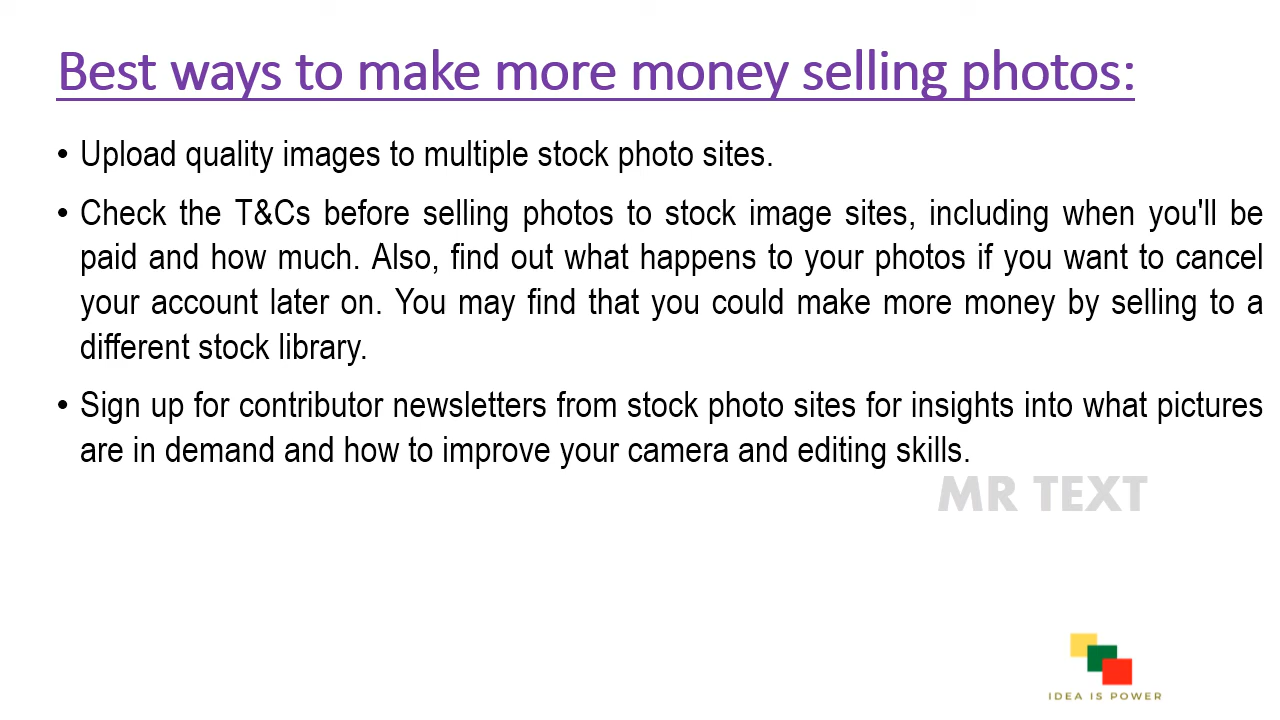 Best ways to make more money selling photos:
• Upload quality images to multiple stock photo sites.
• Check the T&Cs before selling photos to stock image sites, including when you'll be
paid and how much. Also, find out what happens to your photos if you want to cancel
your account later on. You may find that you could make more money by selling to a
different stock library.
• Sign up for contributor newsletters from stock photo sites for insights into what pictures
are in demand and how to improve your camera and editing skills.
MR TEXT
IDEA IS POWER